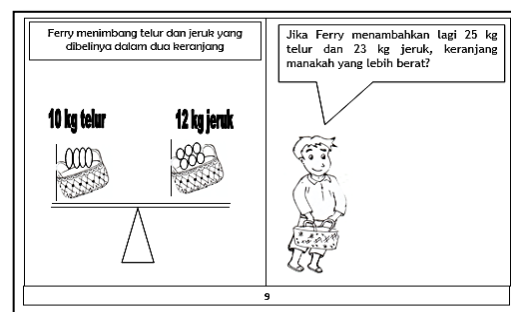 Ferry menimbang telur dan jeruk yang
dibelinya dalam dua keranjang
10 kg telur
12 kg jeruk
Jika Ferry menambahkan lagi 25 kg
telur dan 23 kg jeruk, keranjang
manakah yang lebih berat?
9